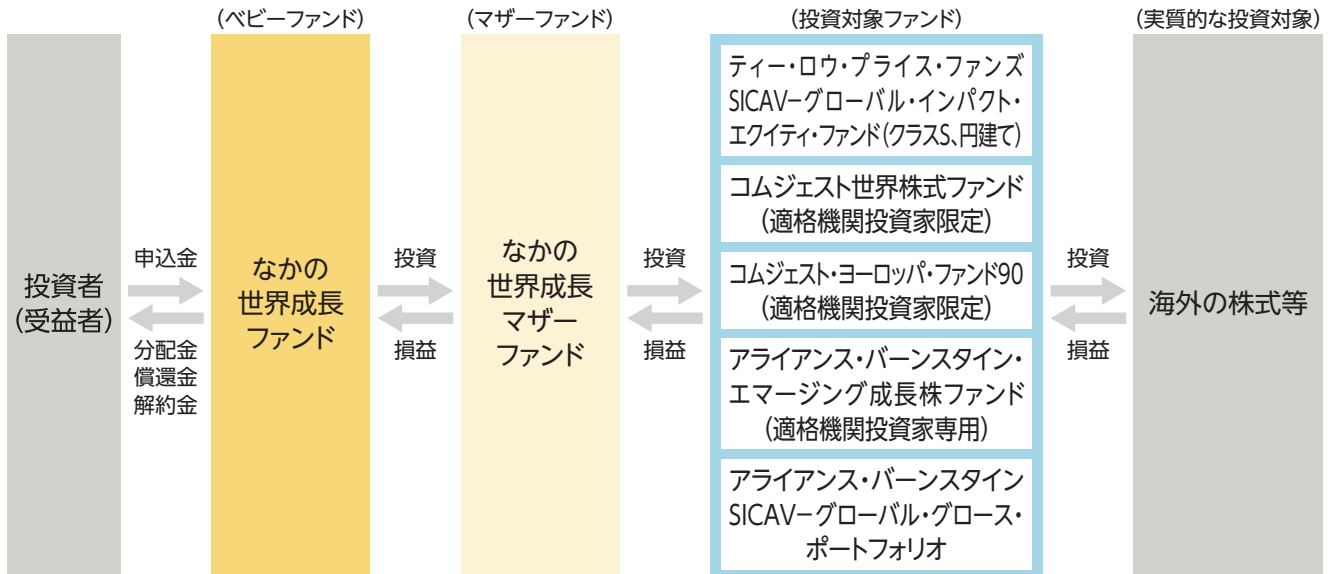 (ベビーファンド)
(マザーファンド)
(投資対象ファンド)
(実質的な投資対象)
投資者
(受益者)
申込金
分配金
償還金
解約金
なかの
世界成長
ファンド
投資
損益
なかの
世界成長
マザー
ファンド
投資
損益
ティー・ロウ・プライス・ファンズ
SICAVーグローバル・インパクト・
エクイティ・ファンド(クラスS、円建て)
コムジェスト世界株式ファンド
(適格機関投資家限定)
コムジェスト・ヨーロッパ・ファンド90
(適格機関投資家限定)
アライアンス・バーンスタイン・
エマージング成長株ファンド
(適格機関投資家専用)
アライアンス・バーンスタイン
SICAVーグローバル・グロース・
ポートフォリオ
投資
損益
海外の株式等